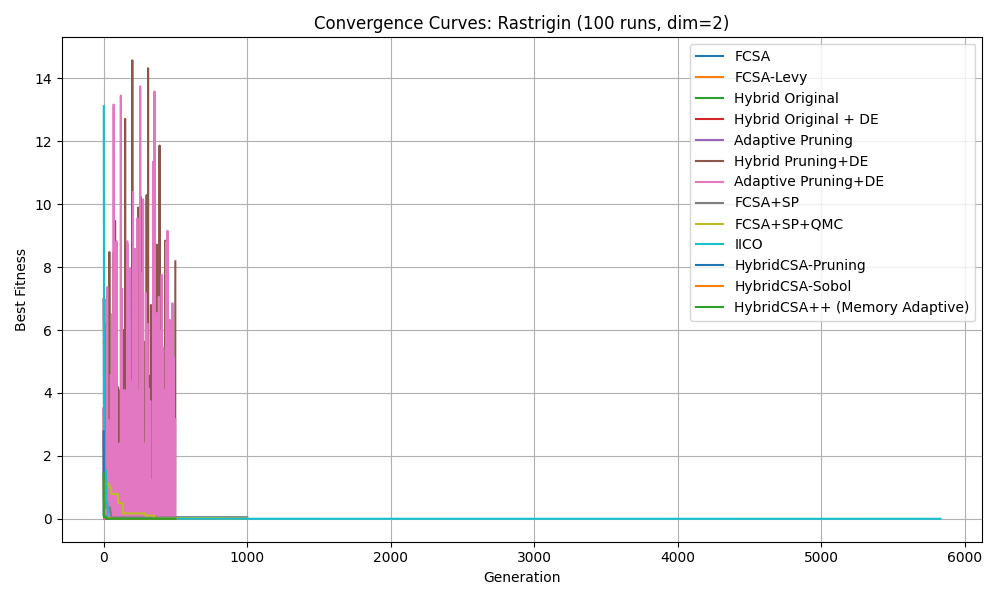 Convergence Curves: Rastrigin (100 runs, dim=2)
Best Fitness
14
12
10
8
6
4
2
0
FCSA
FCSA-Levy
Hybrid Original
Hybrid Original + DE
Adaptive Pruning
Hybrid Pruning+DE
Adaptive Pruning+DE
FCSA+SP
FCSA+SP+QMC
IICO
HybridCSA-Pruning
HybridCSA-Sobol
HybridCSA++ (Memory Adaptive)
0 1000 2000 3000 4000 5000 6000
Generation